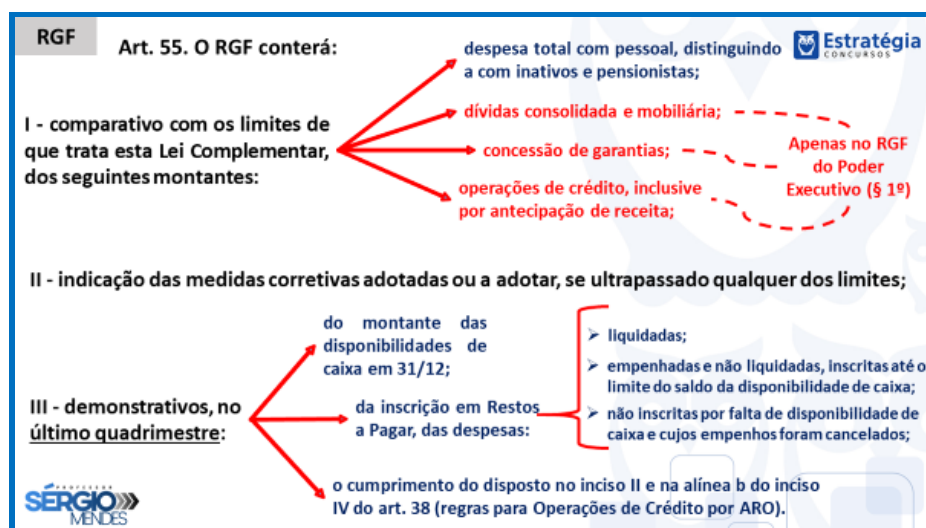 RGF
Art. 55. O RGF conterá:
Estratégia
CONCURSOS
despesa total com pessoal, distinguindo
a com inativos e pensionistas;
I - comparativo com os limites de
que trata esta Lei Complementar,
dos seguintes montantes:
dívidas consolidada e mobiliária;
concessão de garantias;
operações de crédito, inclusive
por antecipação de receita;
Apenas no RGF
do Poder
Executivo (§ 1º)
II - indicação das medidas corretivas adotadas ou a adotar, se ultrapassado qualquer dos limites;
III - demonstrativos, no
último quadrimestre:
do montante das
disponibilidades de
caixa em 31/12;
da inscrição em Restos
a Pagar, das despesas:
➢ liquidadas;
➢ empenhadas e não liquidadas, inscritas até o
limite do saldo da disponibilidade de caixa;
➢ não inscritas por falta de disponibilidade de
caixa e cujos empenhos foram cancelados;
o cumprimento do disposto no inciso II e na alínea b do inciso
IV do art. 38 (regras para Operações de Crédito por ARO).
PROFESSOR
SÉRGIO
MENDES